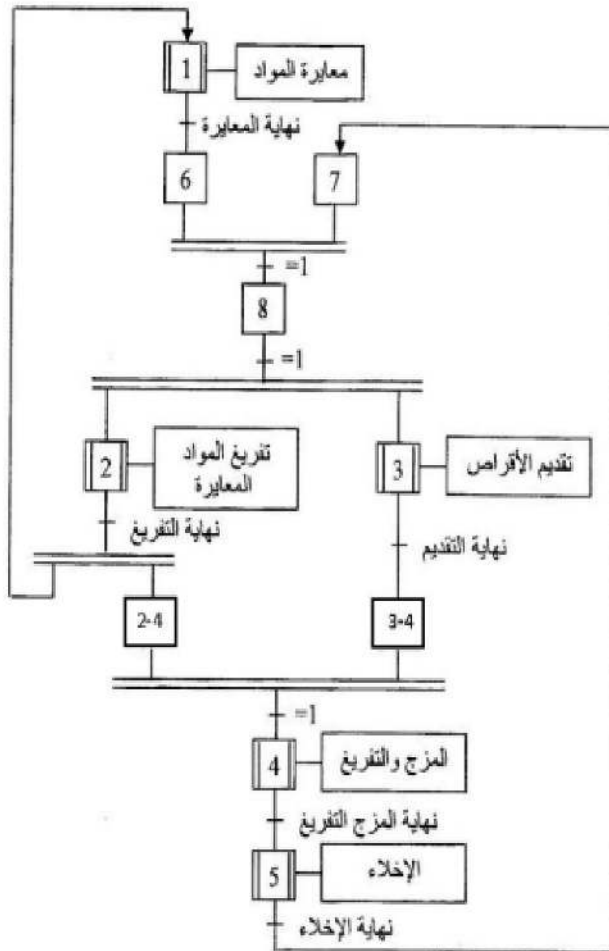 1
معايرة المواد
نهاية المعايرة
6
7
=1
8
=1
2
تفريغ المواد
المعايرة
3
تقديم الأقراص
نهاية التفريغ
نهاية التقديم
2-4
3-4
=1
4
المزج والتفريغ
نهاية المزج التفريغ
5
الإخلاء
نهاية الإخلاء